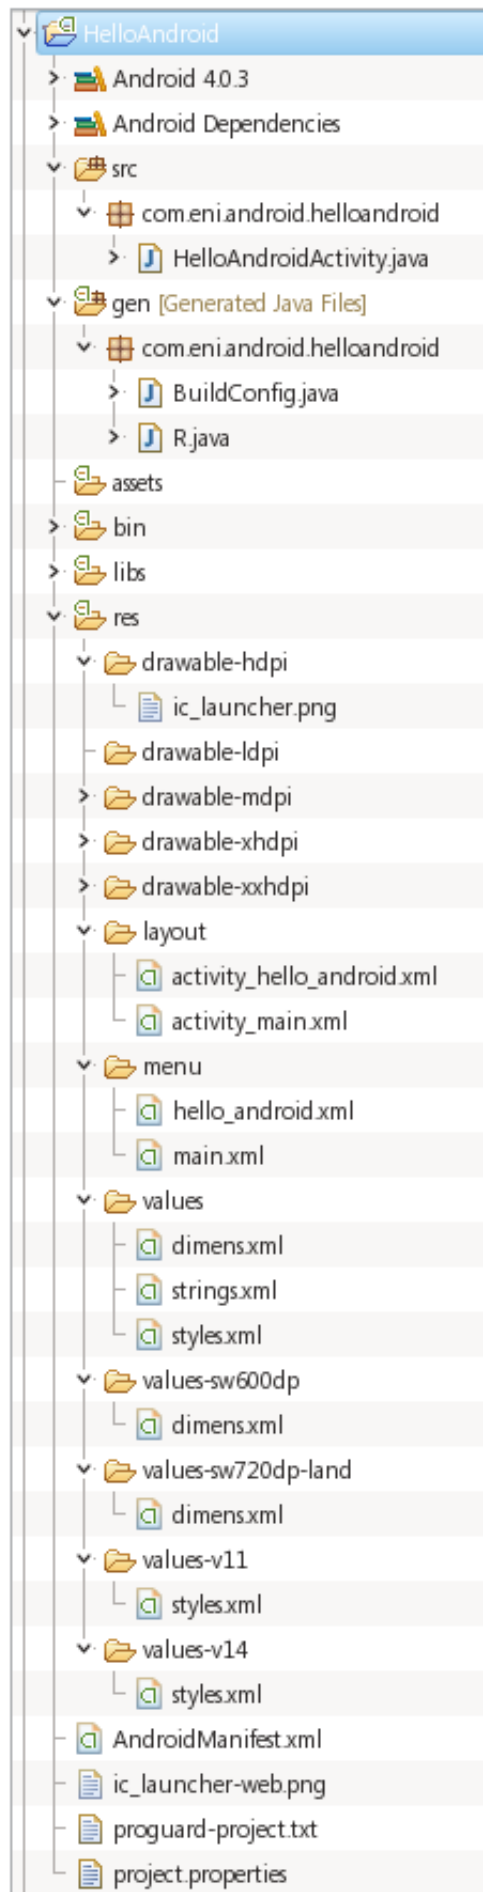 HelloAndroid
Android 4.0.3
Android Dependencies
src
com.eni.android.helloandroid
HelloAndroidActivity.java
gen [Generated Java Files]
com.eni.android.helloandroid
BuildConfig.java
R.java
assets
bin
libs
res
drawable-hdpi
ic_launcher.png
drawable-ldpi
drawable-mdpi
drawable-xhdpi
drawable-xxhdpi
layout
activity_hello_android.xml
activity_main.xml
menu
hello_android.xml
main.xml
values
dimens.xml
strings.xml
styles.xml
values-sw600dp
dimens.xml
values-sw720dp-land
dimens.xml
values-v11
styles.xml
values-v14
styles.xml
AndroidManifest.xml
ic_launcher-web.png
proguard-project.txt
project.properties